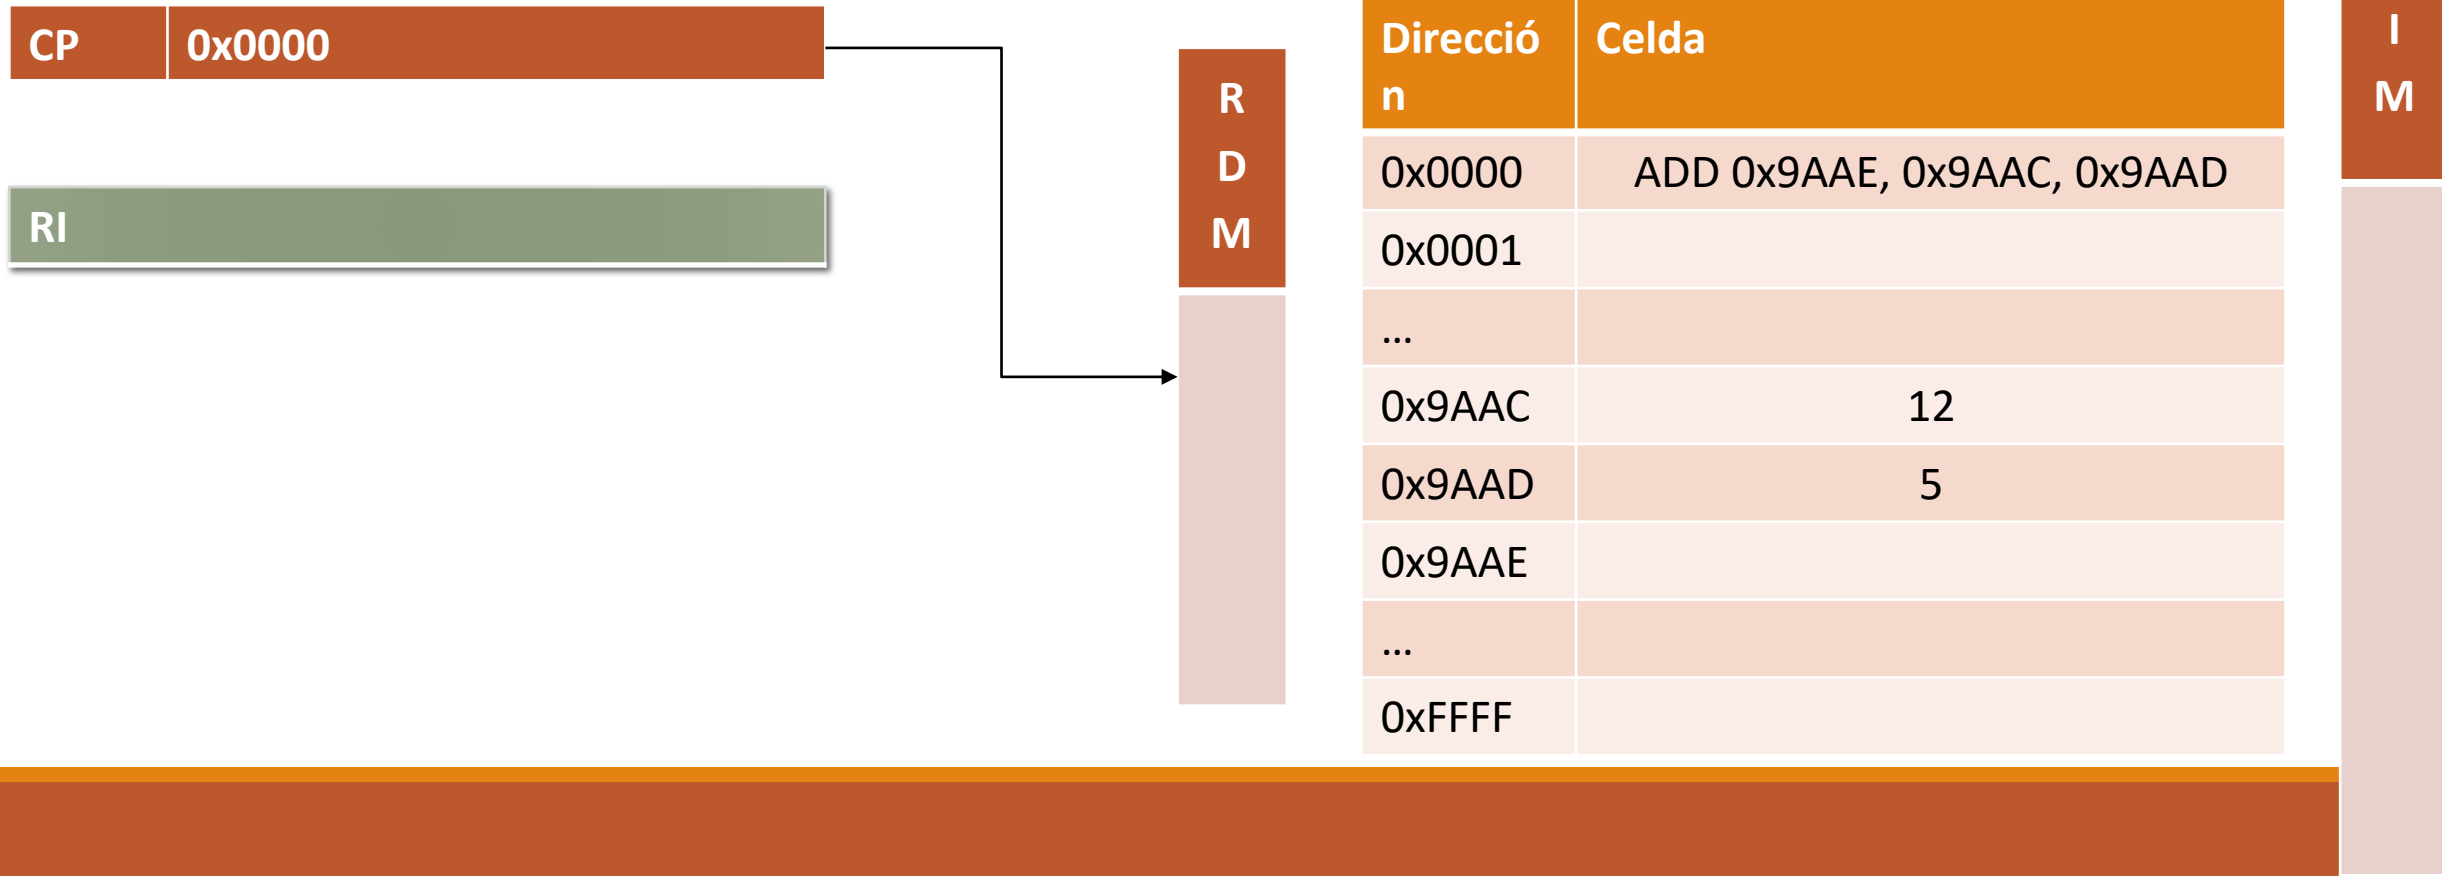 CP 0x0000
RI
R
D
M
Direcció
n
Celda
0x0000 ADD 0x9AAE, 0x9AAC, 0x9AAD
0x0001
...
0x9AAC 12
0x9AAD 5
0x9AAE
...
0xFFFF
I
M